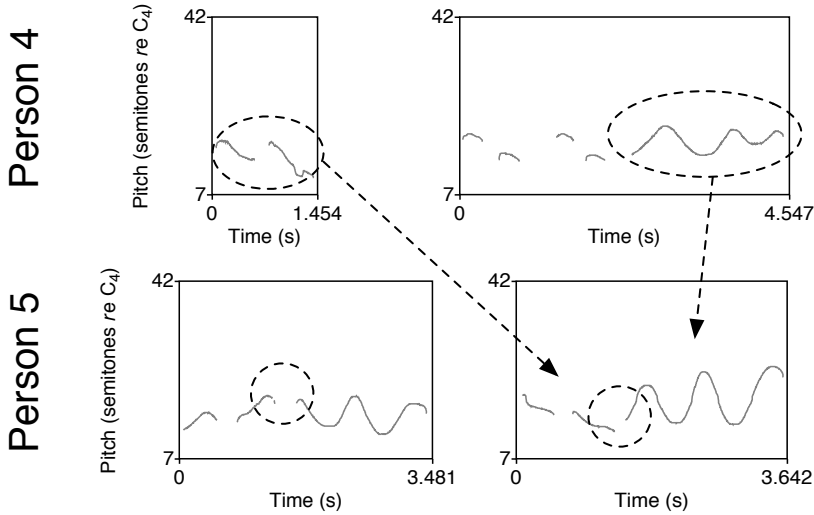 Person 4
Pitch (semitones re C4)
42
7
0
1.454
Time (s)
42
7
0
4.547
Time (s)
Person 5
Pitch (semitones re C4)
42
7
0
3.481
Time (s)
42
7
0
3.642
Time (s)